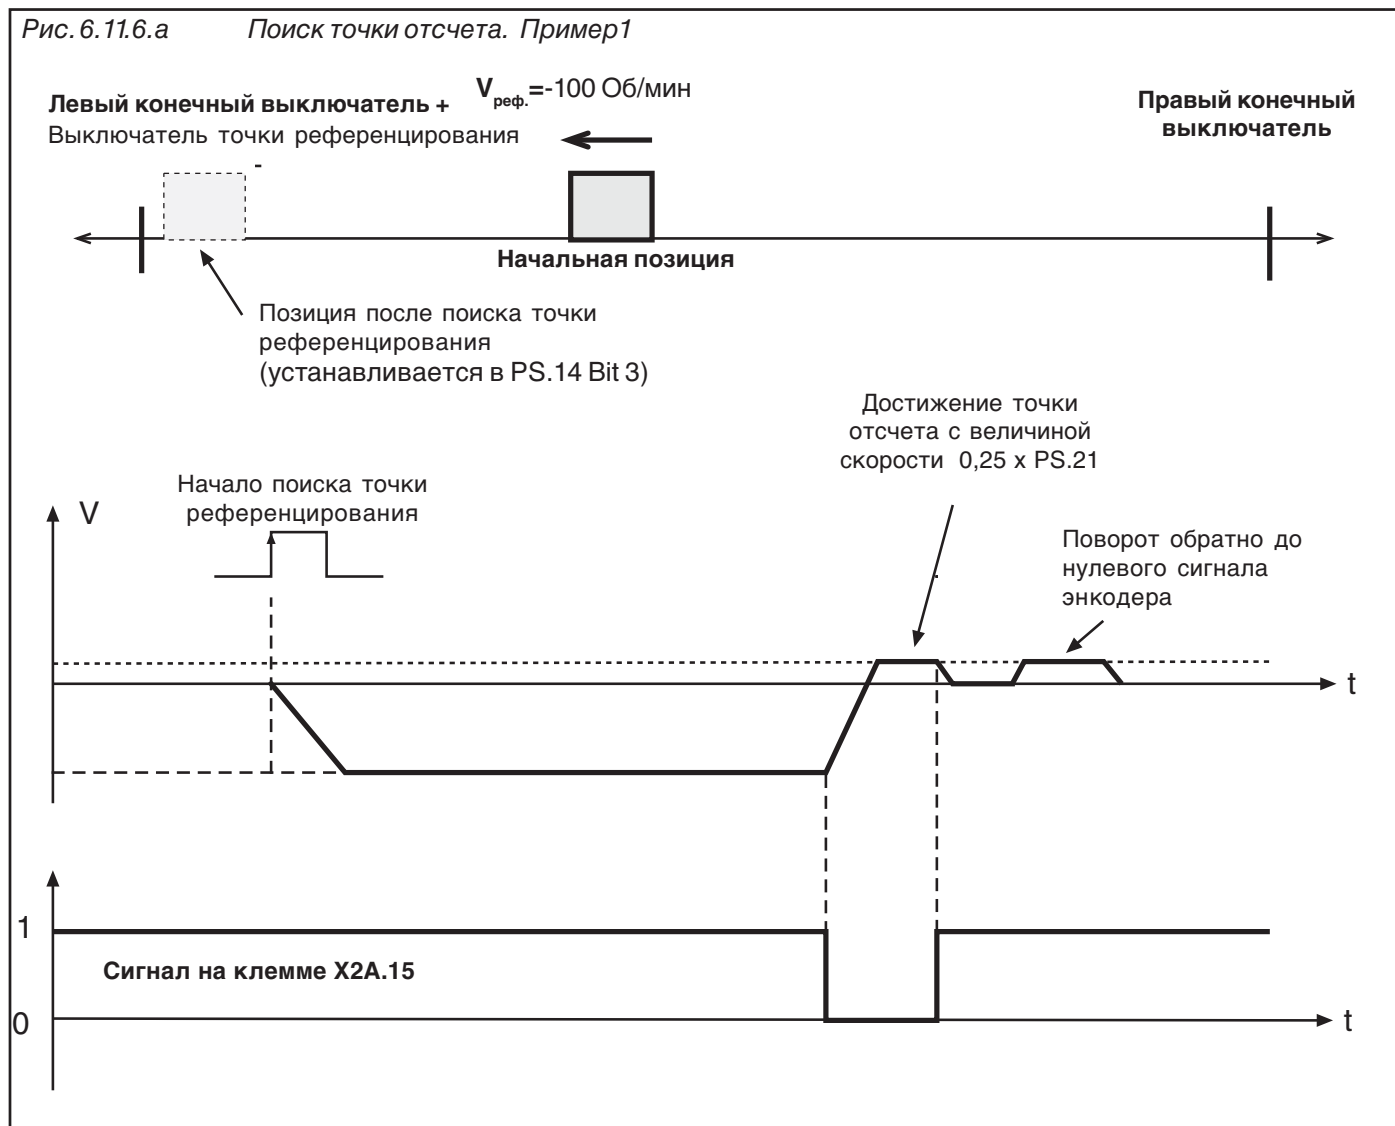 Рис. 6.11.6.a Поиск точки отсчета. Пример1
Левый конечный выключатель +
Выключатель точки референцирования
Vреф.=-100 Об/мин
Правый конечный
выключатель
-
Начальная позиция
Позиция после поиска точки
референцирования
(устанавливается в PS.14 Bit 3)
Достижение точки
отсчета с величиной
скорости 0,25 x PS.21
Начало поиска точки
референцирования
V
Поворот обратно до
нулевого сигнала
энкодера
t
1
Сигнал на клемме X2A.15
0
t